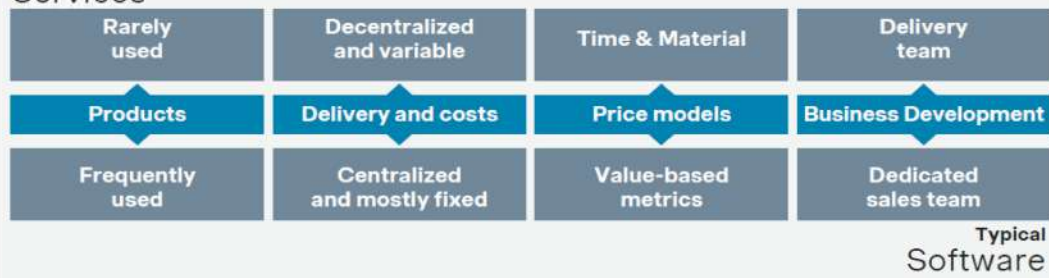 Services
Rarely
used
Decentralized
and variable
Time & Material
Delivery
team
Products
Delivery and costs
Price models
Business Development
Frequently
used
Centralized
and mostly fixed
Value-based
metrics
Dedicated
sales team
Typical
Software